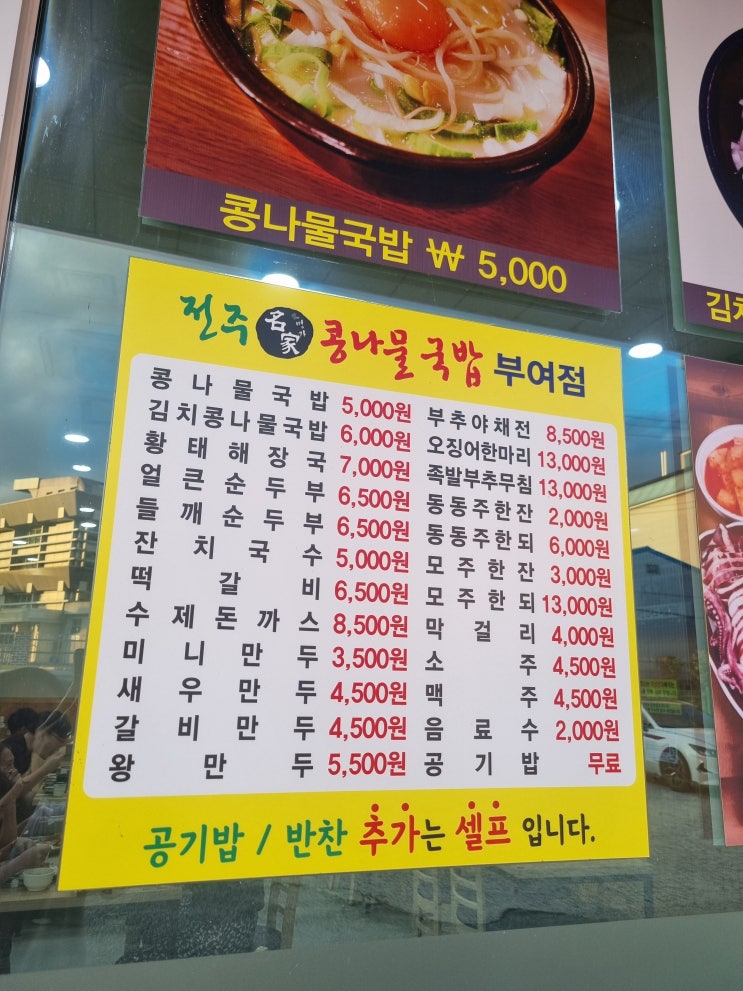 콩나물국밥 ₩ 5,000
김치
전주 名家 명가 콩나물국밥 부여점
콩나물국밥 5,000원
김치콩나물국밥 6,000원
황태해장국 7,000원
얼큰순두부 6,500원
들깨순두부 6,500원
잔치국수 5,000원
떡갈비 6,500원
수제돈까스 8,500원
미니만두 3,500원
새우만두 4,500원
갈비만두 4,500원
왕만두 5,500원
부추야채전 8,500원
오징어한마리 13,000원
족발부추무침 13,000원
동동주한잔 2,000원
동동주한되 6,000원
모주한잔 3,000원
모주한되 13,000원
막걸리 4,000원
소주 4,500원
맥주 4,500원
음료수 2,000원
공기밥 무료
공기밥 / 반찬 추가는 셀프 입니다.